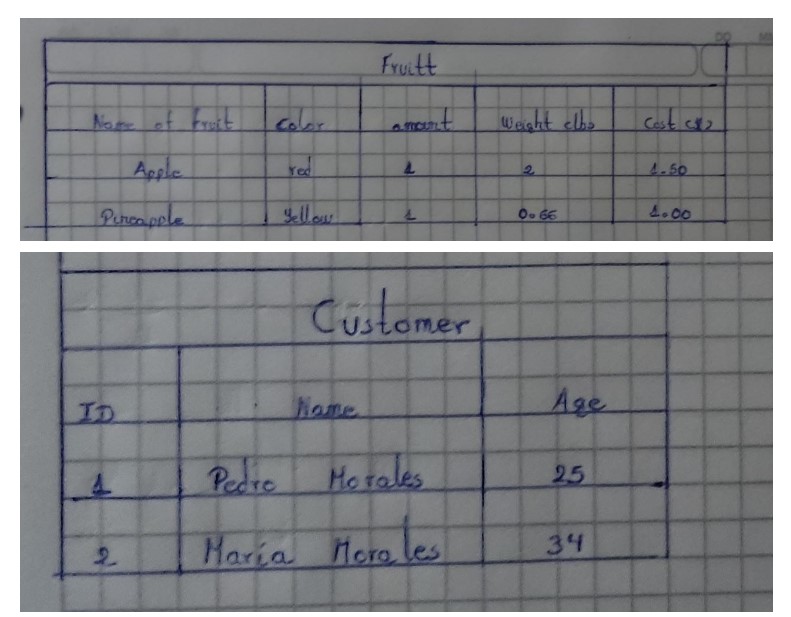 Fruitt
Name of fruit Color amount Weight (lb) Cost ($)
Apple red 1 2 1.50
Pineapple Yellow 1 0.66 1.00
Customer
ID Name Age
1 Pedro Morales 25
2 Maria Morales 34